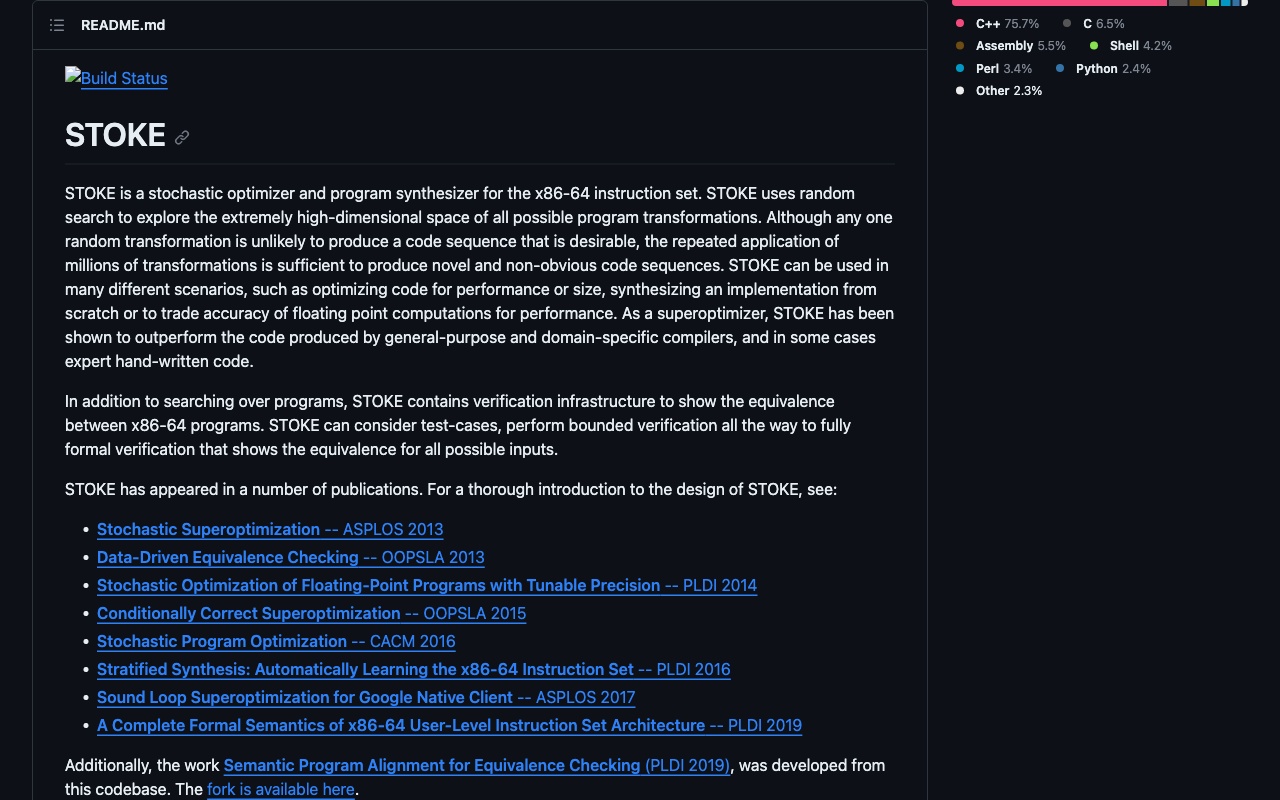 README.md
Build Status
STOKE
STOKE is a stochastic optimizer and program synthesizer for the x86-64 instruction set. STOKE uses random
search to explore the extremely high-dimensional space of all possible program transformations. Although any one
random transformation is unlikely to produce a code sequence that is desirable, the repeated application of
millions of transformations is sufficient to produce novel and non-obvious code sequences. STOKE can be used in
many different scenarios, such as optimizing code for performance or size, synthesizing an implementation from
scratch or to trade accuracy of floating point computations for performance. As a superoptimizer, STOKE has been
shown to outperform the code produced by general-purpose and domain-specific compilers, and in some cases
expert hand-written code.
In addition to searching over programs, STOKE contains verification infrastructure to show the equivalence
between x86-64 programs. STOKE can consider test-cases, perform bounded verification all the way to fully
formal verification that shows the equivalence for all possible inputs.
STOKE has appeared in a number of publications. For a thorough introduction to the design of STOKE, see:
• Stochastic Superoptimization -- ASPLOS 2013
• Data-Driven Equivalence Checking -- OOPSLA 2013
• Stochastic Optimization of Floating-Point Programs with Tunable Precision -- PLDI 2014
• Conditionally Correct Superoptimization -- OOPSLA 2015
• Stochastic Program Optimization -- CACM 2016
• Stratified Synthesis: Automatically Learning the x86-64 Instruction Set -- PLDI 2016
• Sound Loop Superoptimization for Google Native Client -- ASPLOS 2017
• A Complete Formal Semantics of x86-64 User-Level Instruction Set Architecture -- PLDI 2019
Additionally, the work Semantic Program Alignment for Equivalence Checking (PLDI 2019), was developed from
this codebase. The fork is available here.
C++ 75.7% C 6.5%
Assembly 5.5% Shell 4.2%
Perl 3.4% Python 2.4%
Other 2.3%